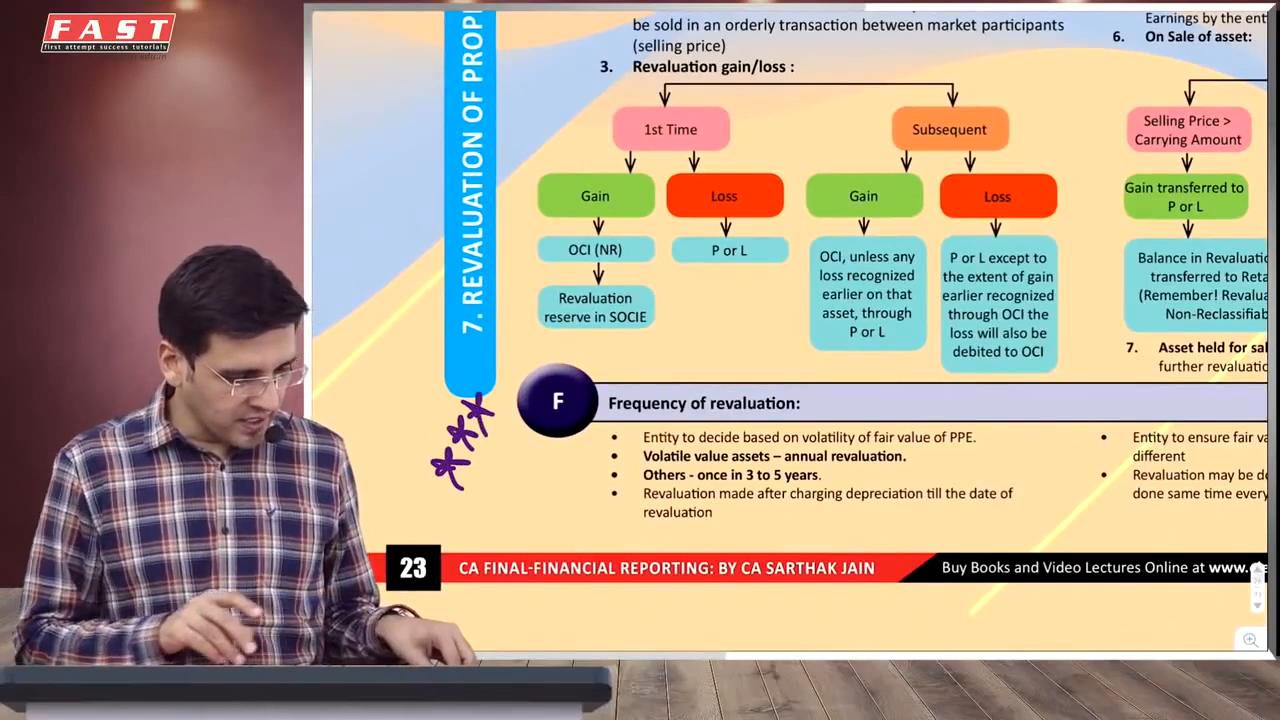 FAST
first attempt success tutorials
7. REVALUATION OF
be sold in an orderly transaction between market participants
(selling price)
3. Revaluation gain/loss :
1st Time
Subsequent
Gain
Loss
Gain
Loss
OCI (NR)
P or L
Revaluation
reserve in SOCIE
OCI, unless any
loss recognized
earlier on that
asset, through
P or L
P or L except to
the extent of gain
earlier recognized
through OCI the
loss will also be
debited to OCI
Earnings by the
6. On Sale of asset:
Selling Price >
Carrying Amount
Gain transferred to
P or L
Balance in
transferred to
(Remember!
7. Asset held for
further
F
Frequency of revaluation:
• Entity to decide based on volatility of fair value of PPE.
• Volatile value assets – annual revaluation.
• Others - once in 3 to 5 years.
• Revaluation made after charging depreciation till the date of
revaluation
• Entity to ensure fair
different
• Revaluation may be
done same time
23
CA FINAL-FINANCIAL REPORTING: BY CA SARTHAK JAIN
Buy Books and Video Lectures Online at www.